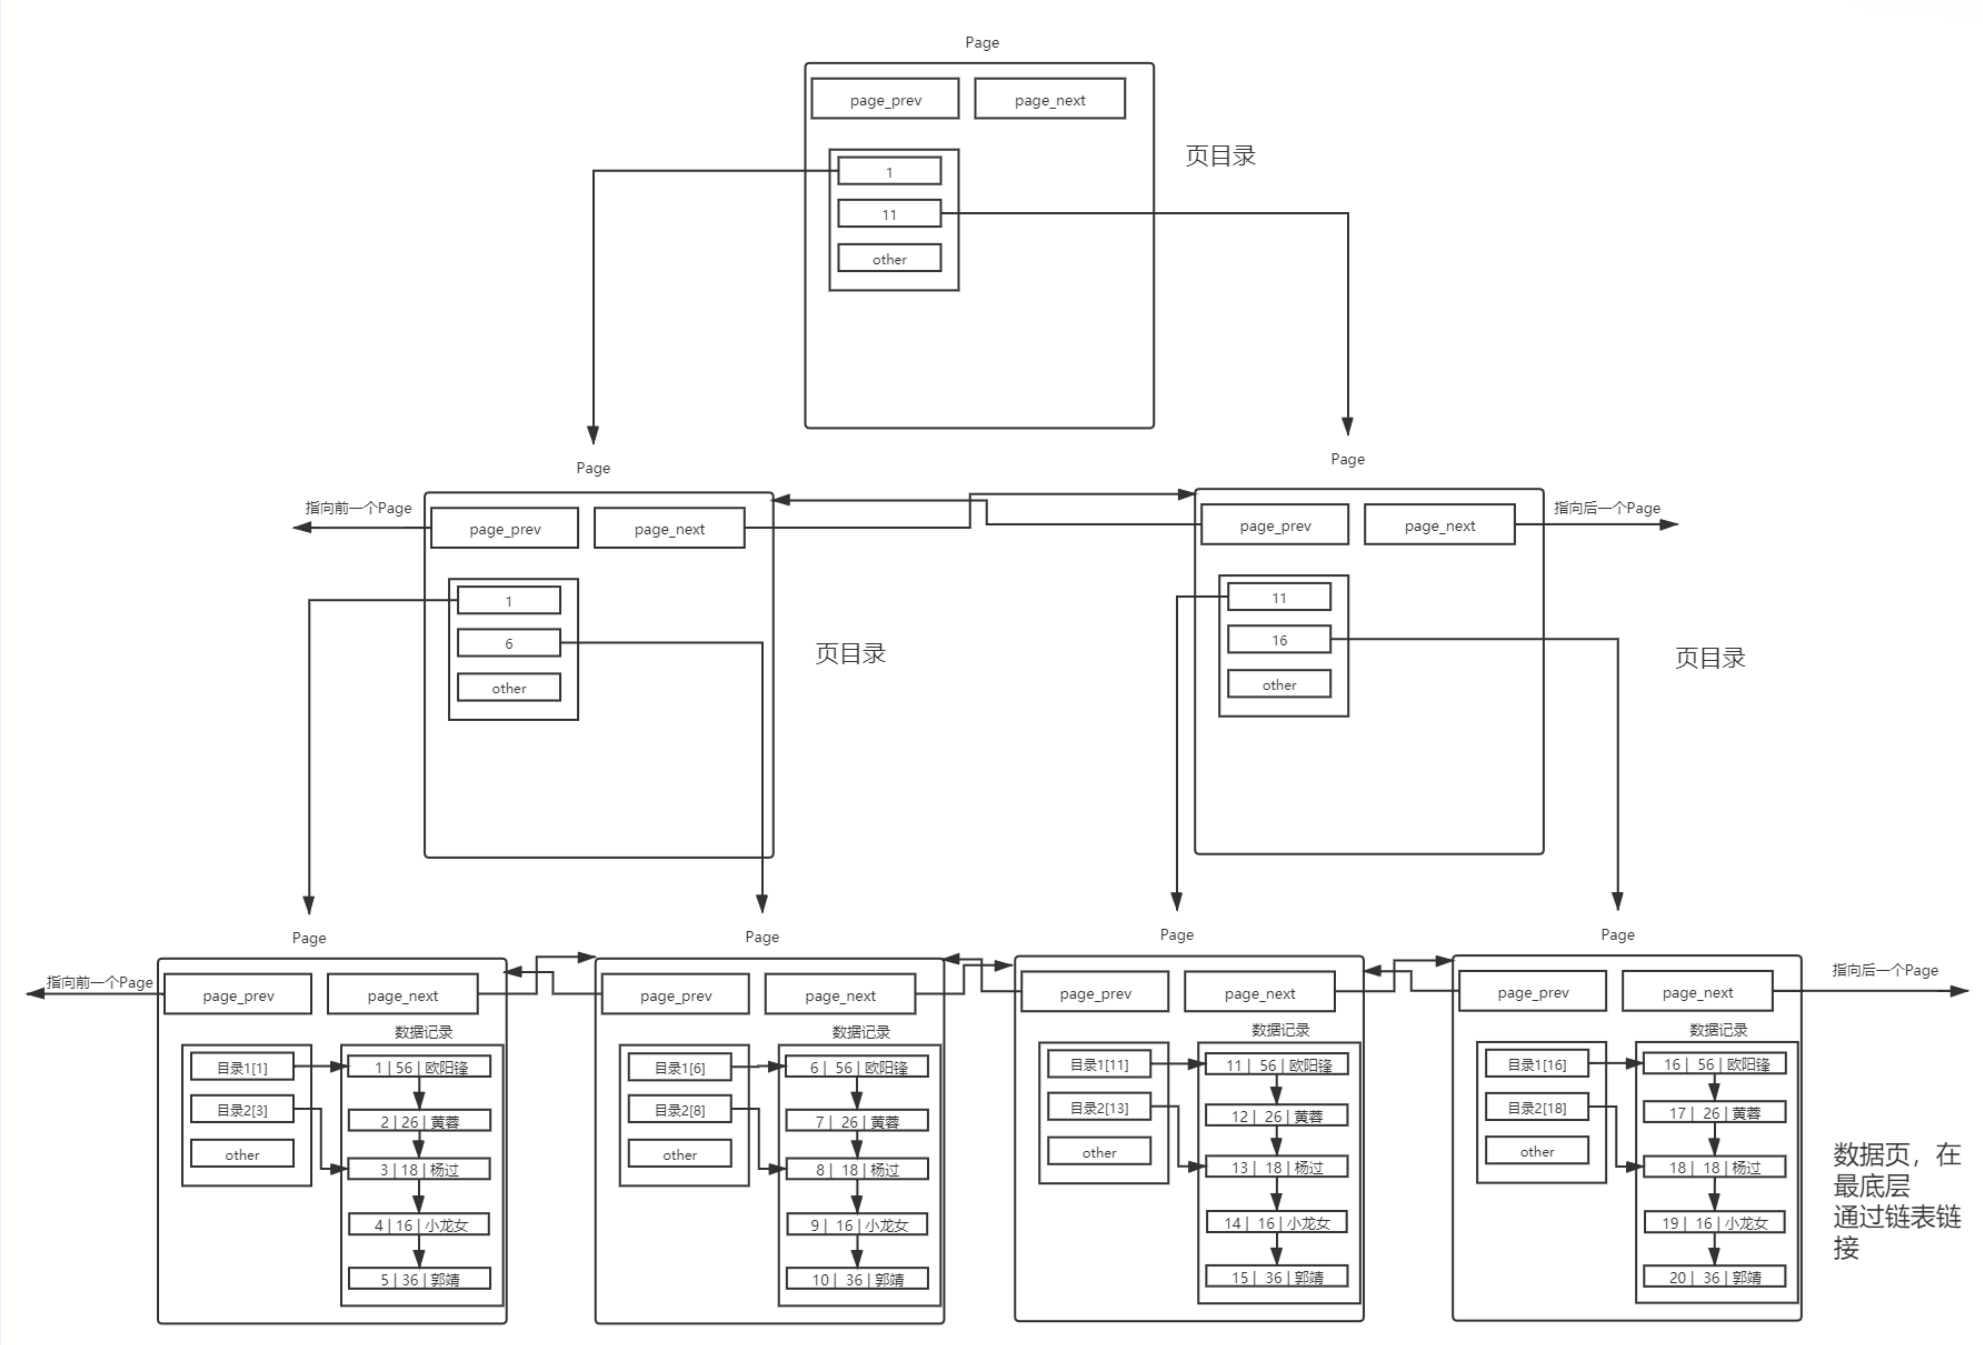 Page
page_prev
page_next
页目录
1
11
other
Page
Page
指向前一个Page
page_prev
page_next
page_prev
page_next
指向后一个Page
1
6
other
页目录
11
16
other
页目录
Page
Page
Page
Page
指向前一个Page
page_prev
page_next
page_prev
page_next
page_prev
page_next
page_prev
page_next
指向后一个Page
数据记录
目录1[1]
目录2[3]
other
1 | 56 | 欧阳锋
2 | 26 | 黄蓉
3 | 18 | 杨过
4 | 16 | 小龙女
5 | 36 | 郭靖
数据记录
目录1[6]
目录2[8]
other
6 | 56 | 欧阳锋
7 | 26 | 黄蓉
8 | 18 | 杨过
9 | 16 | 小龙女
10 | 36 | 郭靖
数据记录
目录1[11]
目录2[13]
other
11 | 56 | 欧阳锋
12 | 26 | 黄蓉
13 | 18 | 杨过
14 | 16 | 小龙女
15 | 36 | 郭靖
数据记录
目录1[16]
目录2[18]
other
16 | 56 | 欧阳锋
17 | 26 | 黄蓉
18 | 18 | 杨过
19 | 16 | 小龙女
20 | 36 | 郭靖
数据页，在
最底层
通过链表链
接